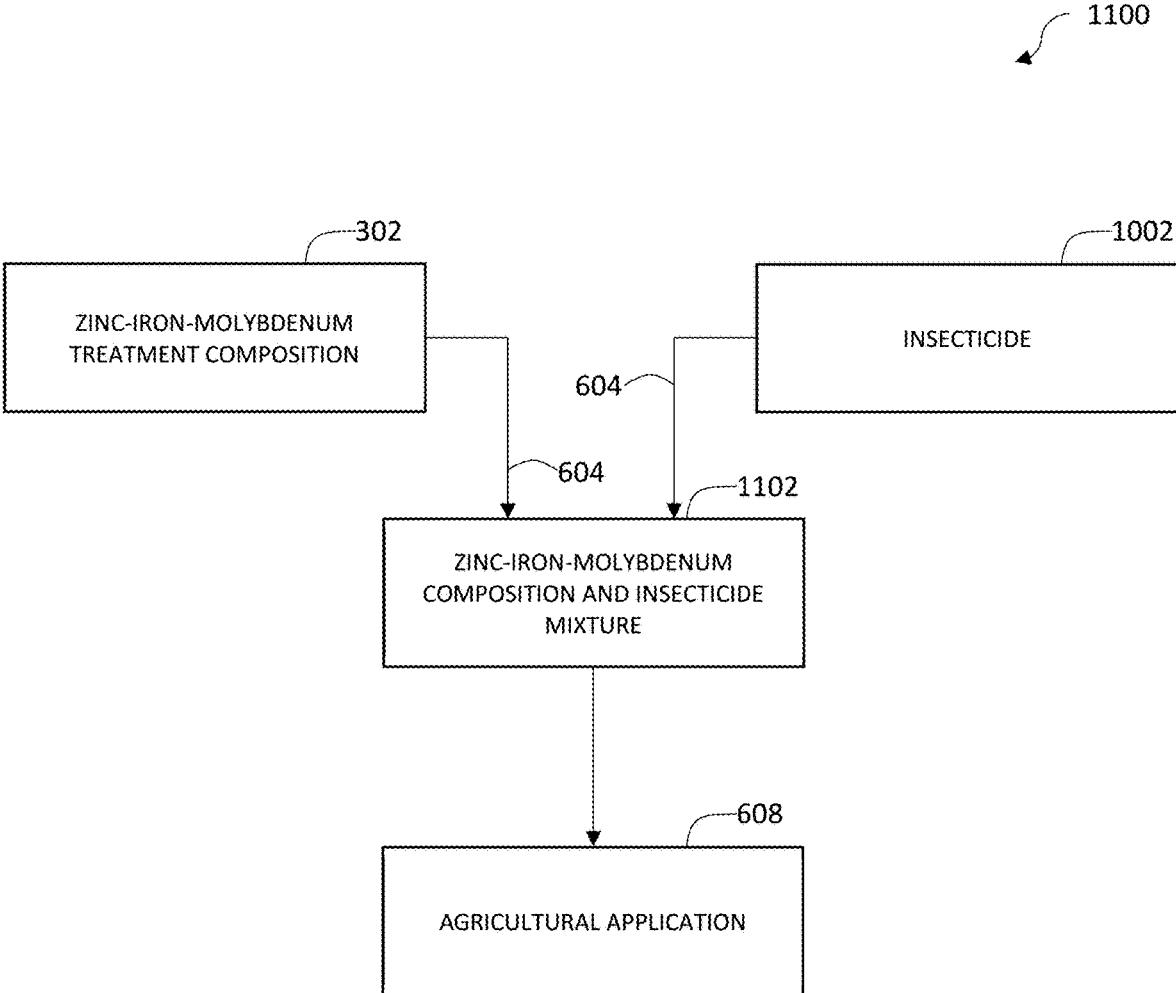 1100
302
1002
ZINC-IRON-MOLYBDENUM
TREATMENT COMPOSITION
INSECTICIDE
604
604
1102
ZINC-IRON-MOLYBDENUM
COMPOSITION AND INSECTICIDE
MIXTURE
608
AGRICULTURAL APPLICATION